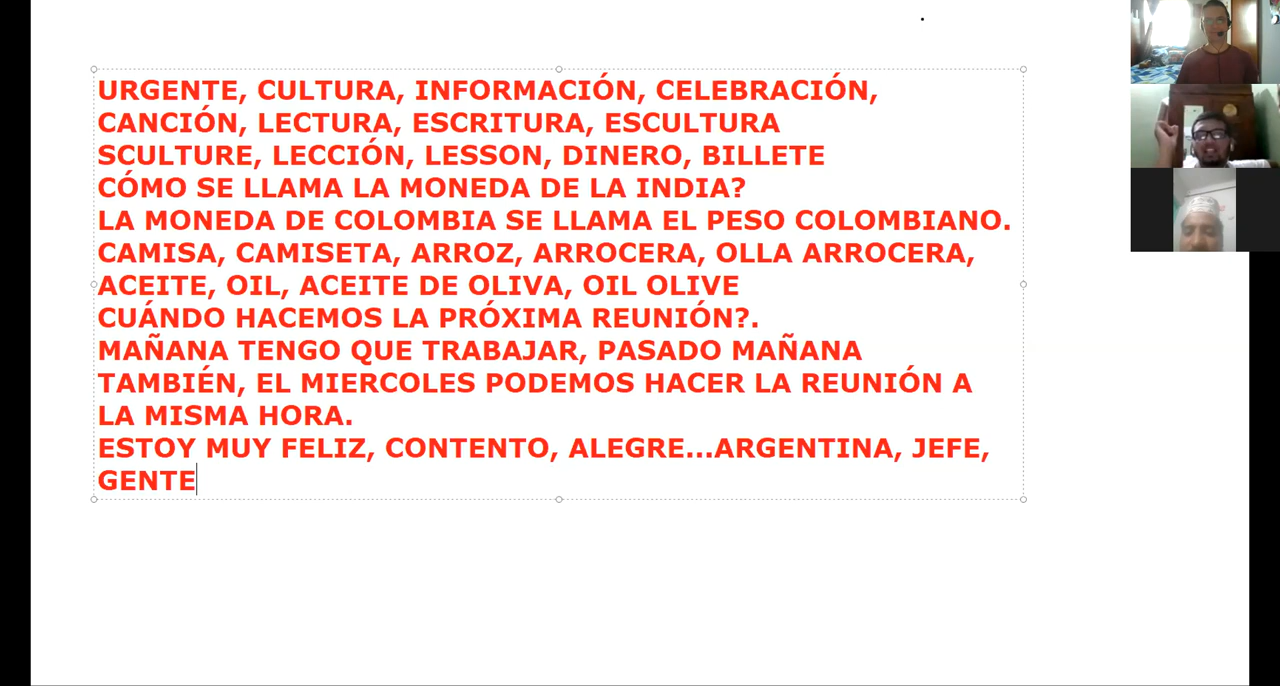 URGENTE, CULTURA, INFORMACIÓN, CELEBRACIÓN,
CANCIÓN, LECTURA, ESCRITURA, ESCULTURA
SCULTURE, LECCIÓN, LESSON, DINERO, BILLETE
CÓMO SE LLAMA LA MONEDA DE LA INDIA?
LA MONEDA DE COLOMBIA SE LLAMA EL PESO COLOMBIANO.
CAMISA, CAMISETA, ARROZ, ARROCERA, OLLA ARROCERA,
ACEITE, OIL, ACEITE DE OLIVA, OIL OLIVE
CUÁNDO HACEMOS LA PRÓXIMA REUNIÓN?.
MAÑANA TENGO QUE TRABAJAR, PASADO MAÑANA
TAMBIÉN, EL MIERCOLES PODEMOS HACER LA REUNIÓN A
LA MISMA HORA.
ESTOY MUY FELIZ, CONTENTO, ALEGRE...ARGENTINA, JEFE,
GENTE